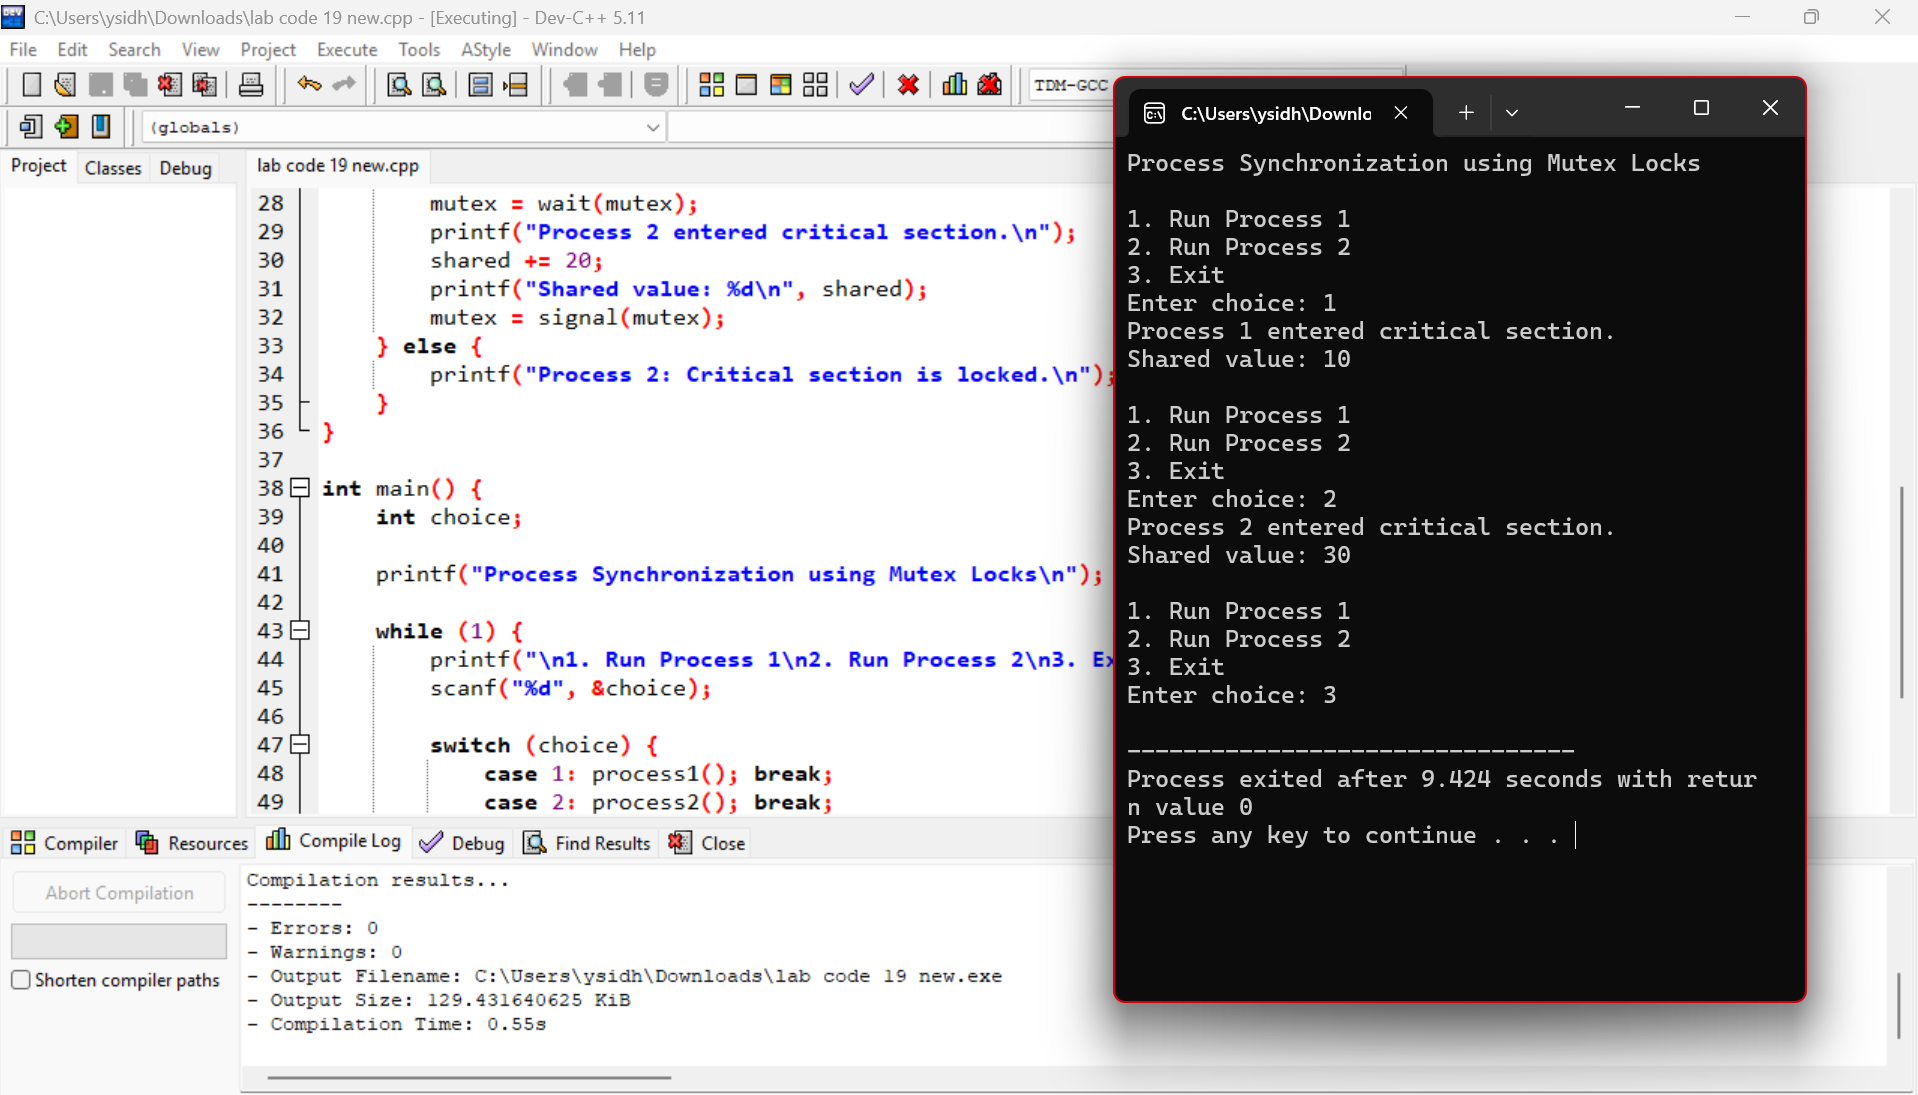 C:\Users\ysidh\Downloads\lab code 19 new.cpp - [Executing] - Dev-C++ 5.11
File Edit Search View Project Execute Tools AStyle Window Help
TDM-GCC
(globals)
Project Classes Debug
lab code 19 new.cpp
28 mutex = wait(mutex);
29 printf("Process 2 entered critical section.\n");
30 shared += 20;
31 printf("Shared value: %d\n", shared);
32 mutex = signal(mutex);
33 } else {
34 printf("Process 2: Critical section is locked.\n");
35 }
36 }
37
38 int main() {
39 int choice;
40
41 printf("Process Synchronization using Mutex Locks\n");
42
43 while (1) {
44 printf("\n1. Run Process 1\n2. Run Process 2\n3. Ex
45 scanf("%d", &choice);
46
47 switch (choice) {
48 case 1: process1(); break;
49 case 2: process2(); break;
Compiler Resources Compile Log Debug Find Results Close
Abort Compilation
Shorten compiler paths
Compilation results...
--------
- Errors: 0
- Warnings: 0
- Output Filename: C:\Users\ysidh\Downloads\lab code 19 new.exe
- Output Size: 129.431640625 KiB
- Compilation Time: 0.55s
C:\Users\ysidh\Downlo
Process Synchronization using Mutex Locks
1. Run Process 1
2. Run Process 2
3. Exit
Enter choice: 1
Process 1 entered critical section.
Shared value: 10
1. Run Process 1
2. Run Process 2
3. Exit
Enter choice: 2
Process 2 entered critical section.
Shared value: 30
1. Run Process 1
2. Run Process 2
3. Exit
Enter choice: 3
--------------------------------
Process exited after 9.424 seconds with retur
n value 0
Press any key to continue . . .